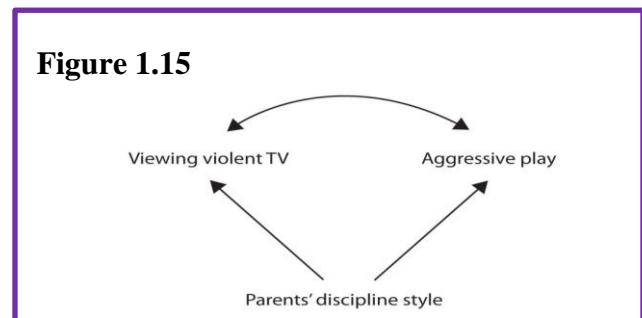 Figure 1.15
Viewing violent TV
Aggressive play
Parents' discipline style